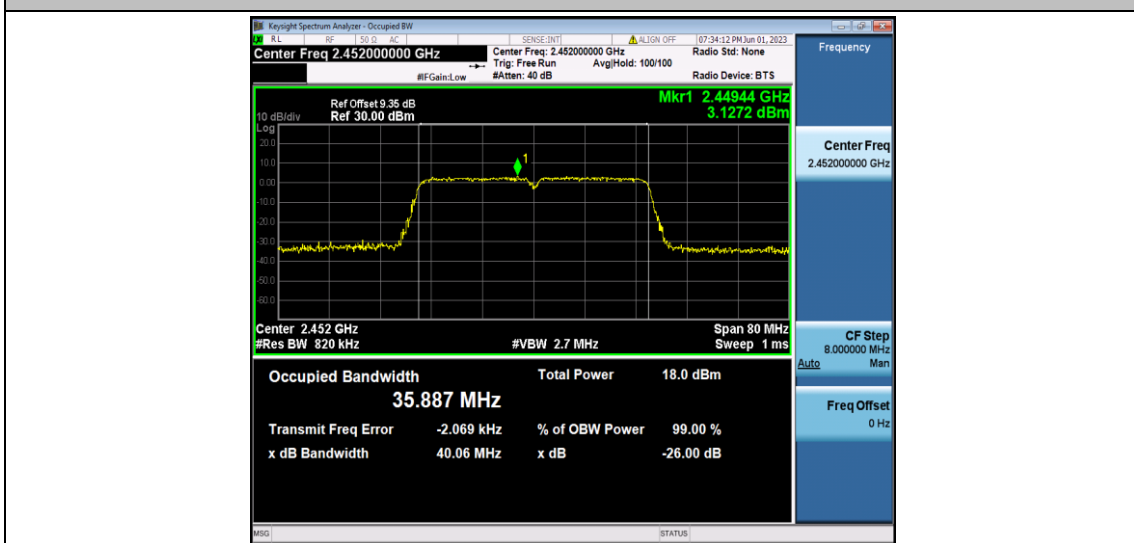 Keysight Spectrum Analyzer - Occupied BW
RL RF 50 Ω AC SENSE:INT ALIGN OFF 07:34:12 PM Jun 01, 2023
Center Freq 2.452000000 GHz Center Freq: 2.452000000 GHz Radio Std: None
Trig: Free Run Avg|Hold: 100/100
#IFGain:Low #Atten: 40 dB Radio Device: BTS
Frequency
Mkr1 2.44944 GHz
3.1272 dBm
Ref Offset 9.35 dB
10 dB/div Ref 30.00 dBm
Log
20.0
10.0
0.00
-10.0
-20.0
-30.0
-40.0
-50.0
-60.0
1
Center 2.452 GHz Span 80 MHz
#Res BW 820 kHz #VBW 2.7 MHz Sweep 1 ms
Center Freq
2.452000000 GHz
CF Step
8.000000 MHz
Auto Man
Freq Offset
0 Hz
Occupied Bandwidth Total Power 18.0 dBm
35.887 MHz
Transmit Freq Error -2.069 kHz % of OBW Power 99.00 %
x dB Bandwidth 40.06 MHz x dB -26.00 dB
MSG STATUS